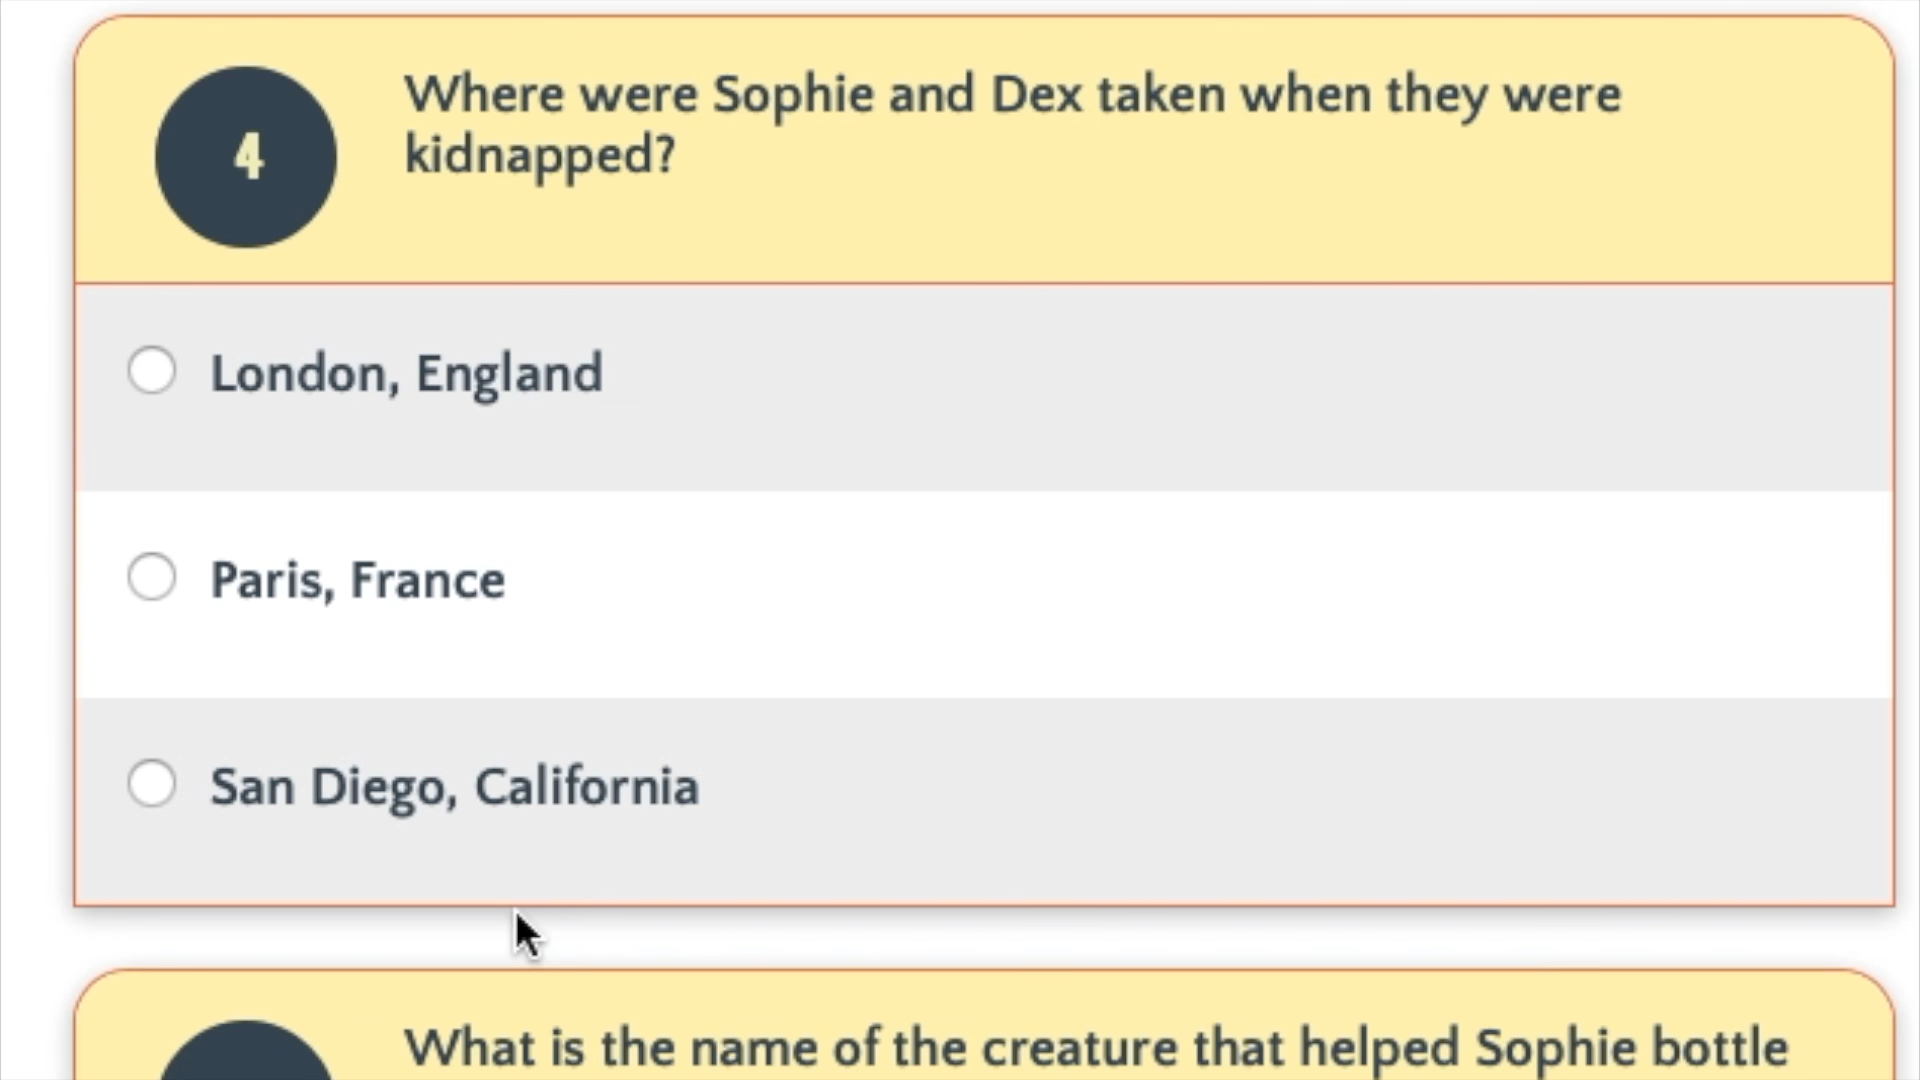 4
Where were Sophie and Dex taken when they were
kidnapped?
London, England
Paris, France
San Diego, California
What is the name of the creature that helped Sophie bottle